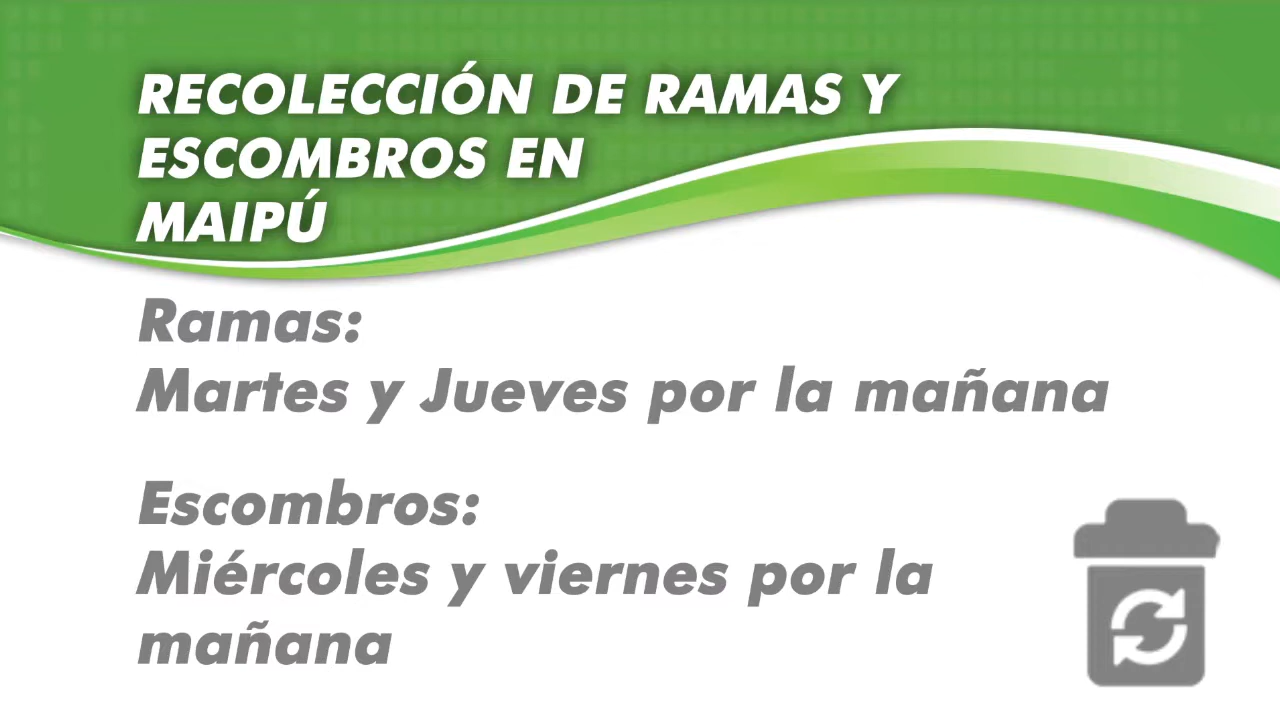 RECOLECCIÓN DE RAMAS Y
ESCOMBROS EN
MAIPÚ
Ramas:
Martes y Jueves por la mañana
Escombros:
Miércoles y viernes por la
mañana